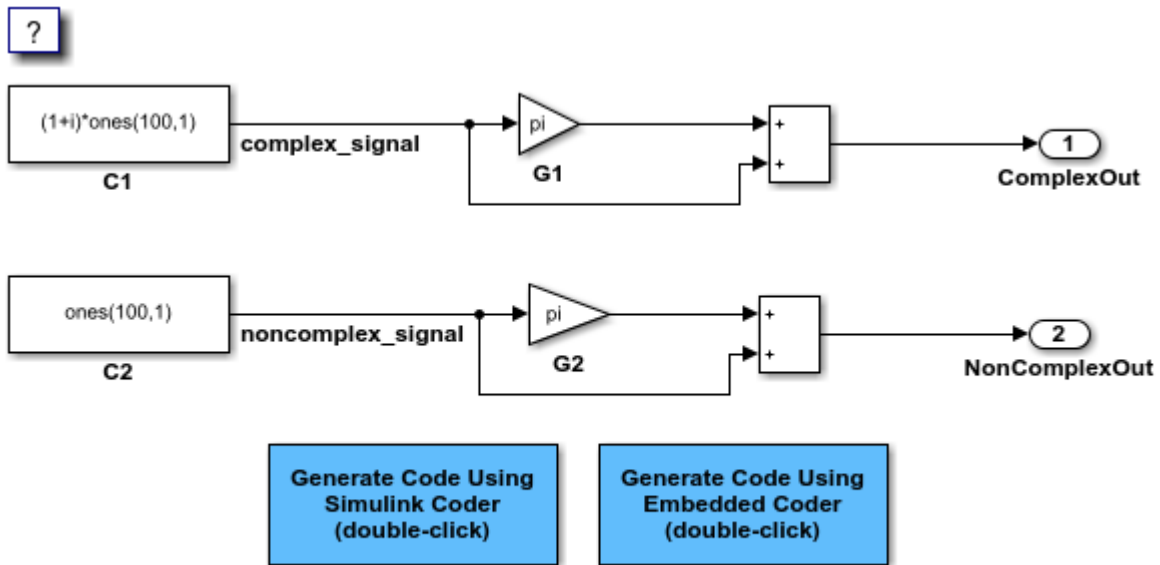 ?
(1+i)*ones(100,1)
complex_signal
C1
pi
G1
+
+
1
ComplexOut
ones(100,1)
noncomplex_signal
C2
pi
G2
+
+
2
NonComplexOut
Generate Code Using
Simulink Coder
(double-click)
Generate Code Using
Embedded Coder
(double-click)